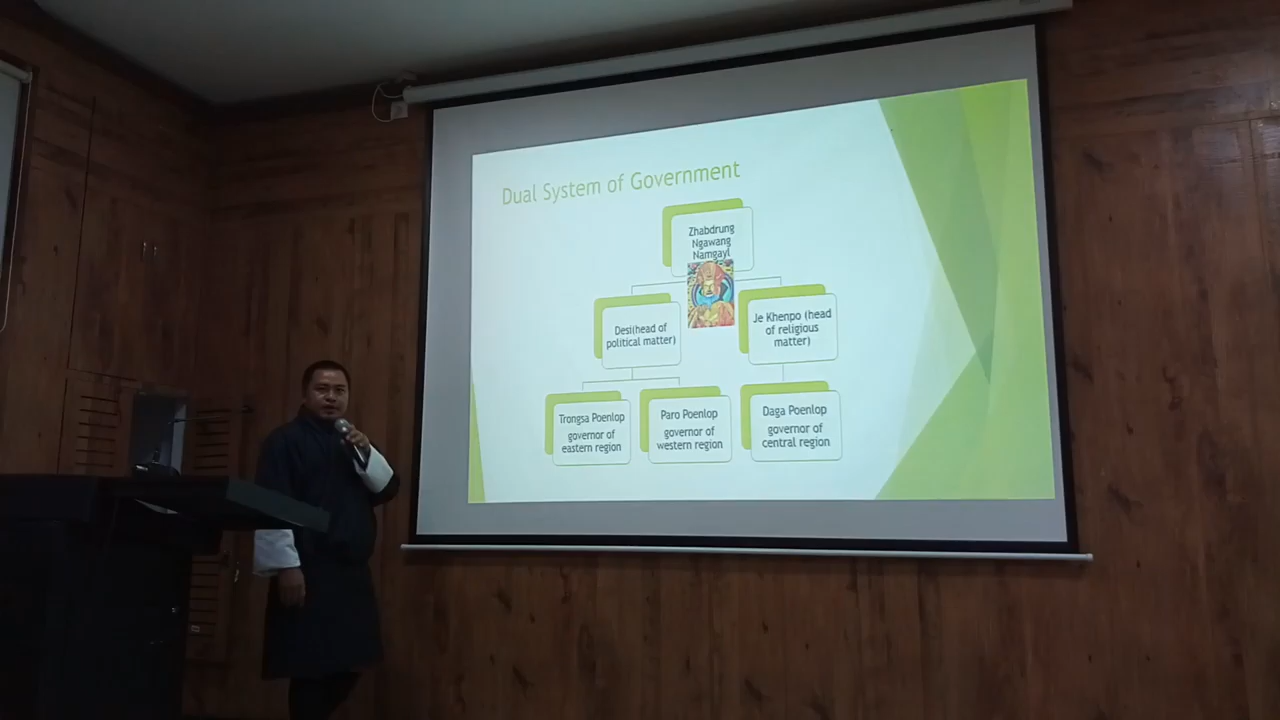 Dual System of Government
Zhabdrung
Ngawang
Namgayl
Desi(head of
political matter)
Je Khenpo (head
of religious
matter)
Trongsa Poenlop
governor of
eastern region
Paro Poenlop
governor of
western region
Daga Poenlop
governor of
central region